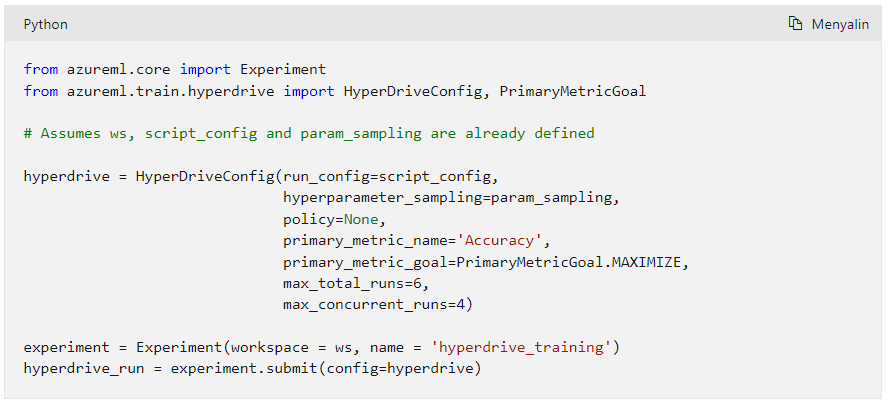 Python
Menyalin
from azureml.core import Experiment
from azureml.train.hyperdrive import HyperDriveConfig, PrimaryMetricGoal
# Assumes ws, script_config and param_sampling are already defined
hyperdrive = HyperDriveConfig(run_config=script_config,
                              hyperparameter_sampling=param_sampling,
                              policy=None,
                              primary_metric_name='Accuracy',
                              primary_metric_goal=PrimaryMetricGoal.MAXIMIZE,
                              max_total_runs=6,
                              max_concurrent_runs=4)
experiment = Experiment(workspace = ws, name = 'hyperdrive_training')
hyperdrive_run = experiment.submit(config=hyperdrive)